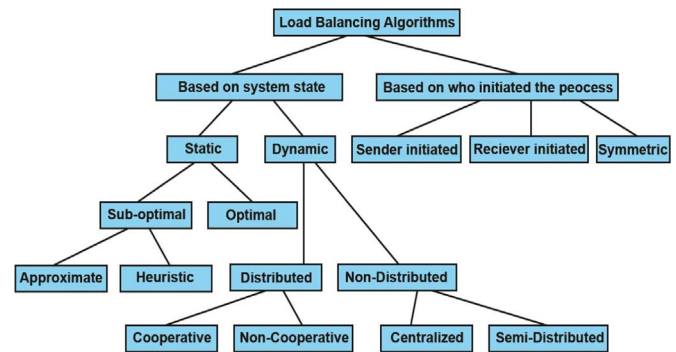 Load Balancing Algorithms
Based on system state
Based on who initiated the peocess
Static
Dynamic
Sender initiated
Reciever initiated
Symmetric
Sub-optimal
Optimal
Approximate
Heuristic
Distributed
Non-Distributed
Cooperative
Non-Cooperative
Centralized
Semi-Distributed